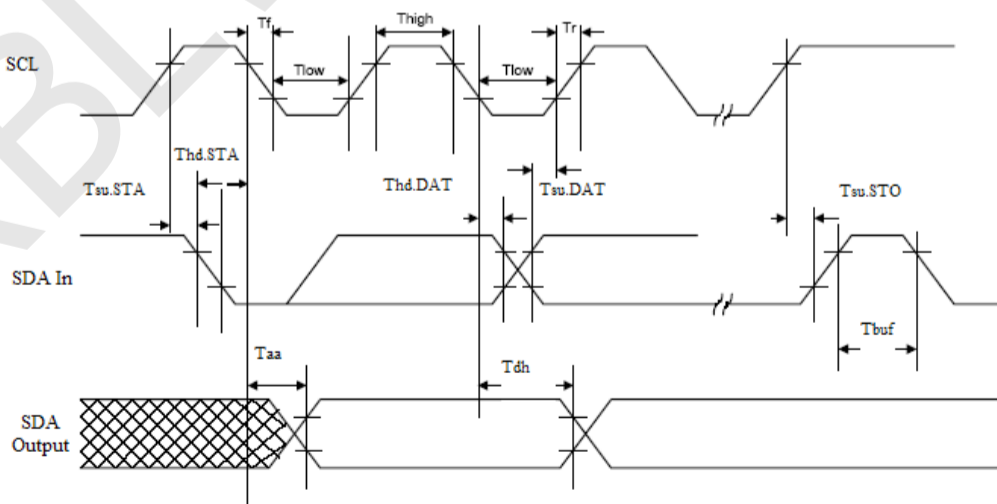 Tf
Thigh
Tr
SCL
Tlow
Tlow
Thd.STA
Tsu.STA
Thd.DAT
Tsu.DAT
Tsu.STO
SDA In
Tbuf
Taa
Tdh
SDA
Output